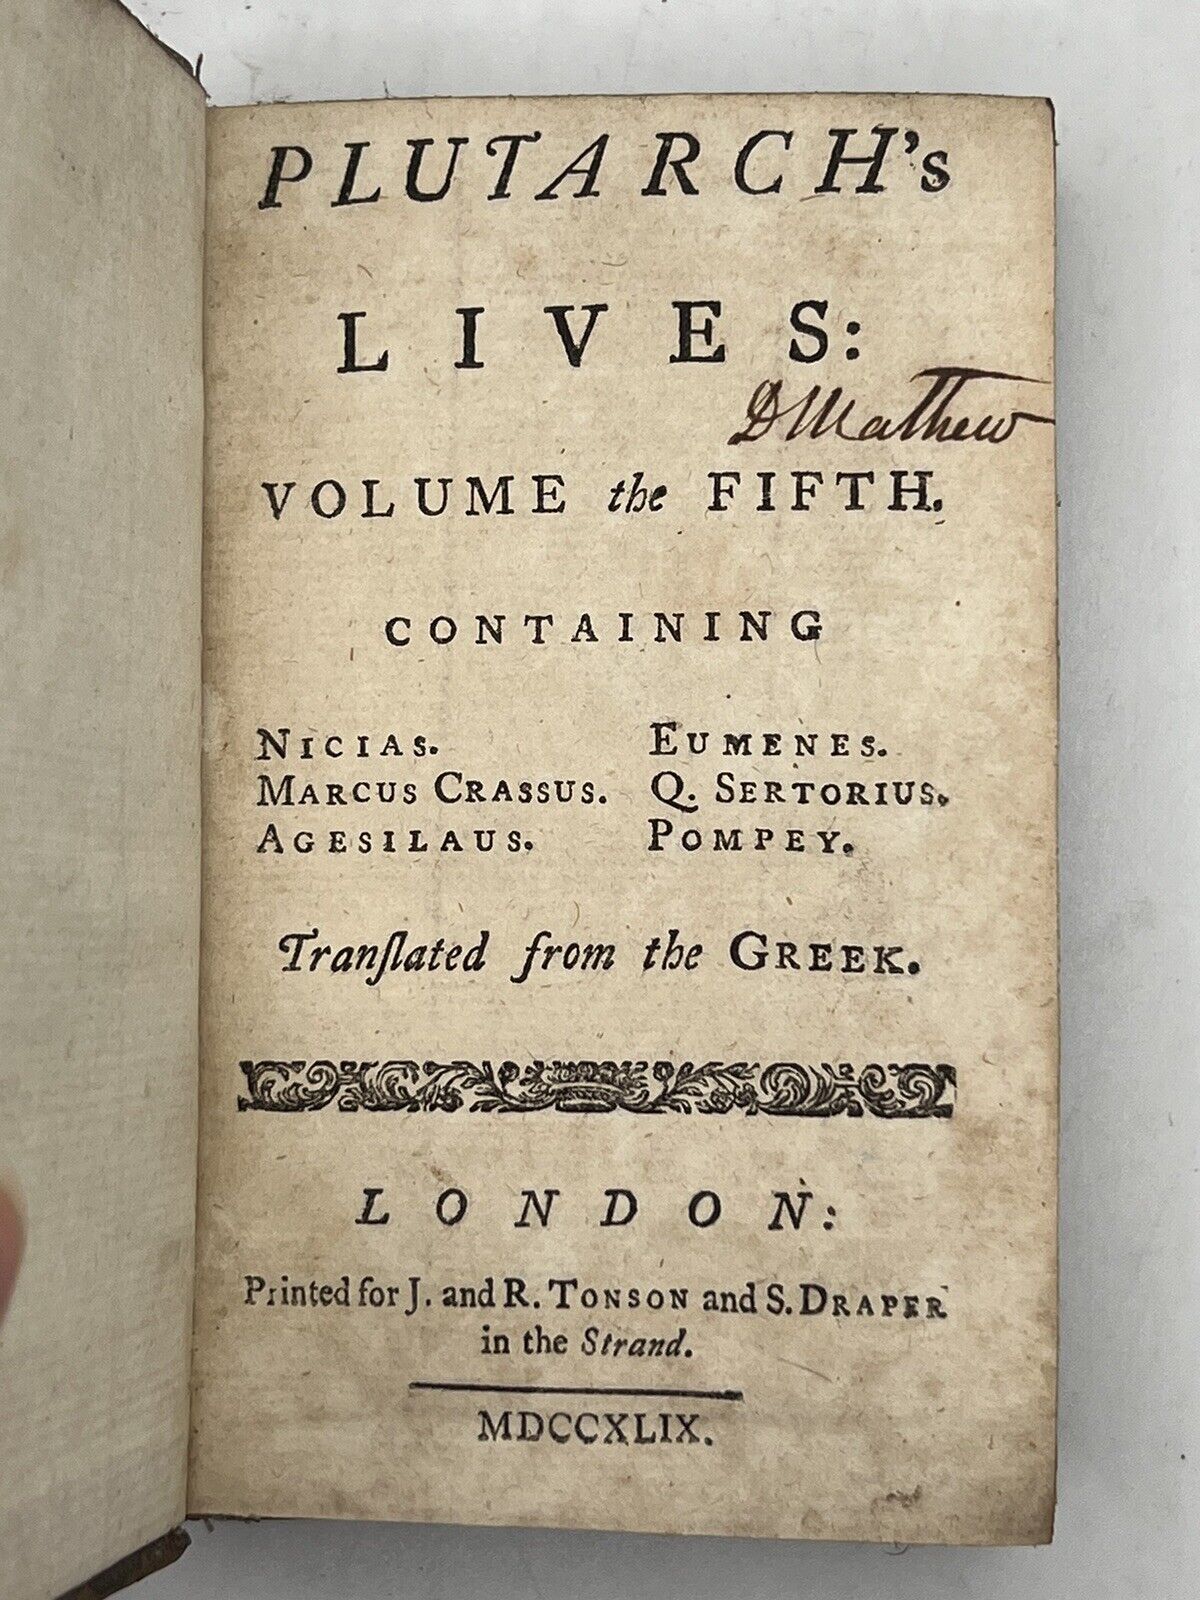 PLUTARCH's
LIVES:
D Mathew
VOLUME the FIFTH.
CONTAINING
NICIAS. EUMENES.
MARCUS CRASSUS. Q. SERTORIUS.
AGESILAUS. POMPEY.
Tranſlated from the GREEK.
LONDON:
Printed for J. and R. TONSON and S. DRAPER
in the Strand.
MDCCXLIX.